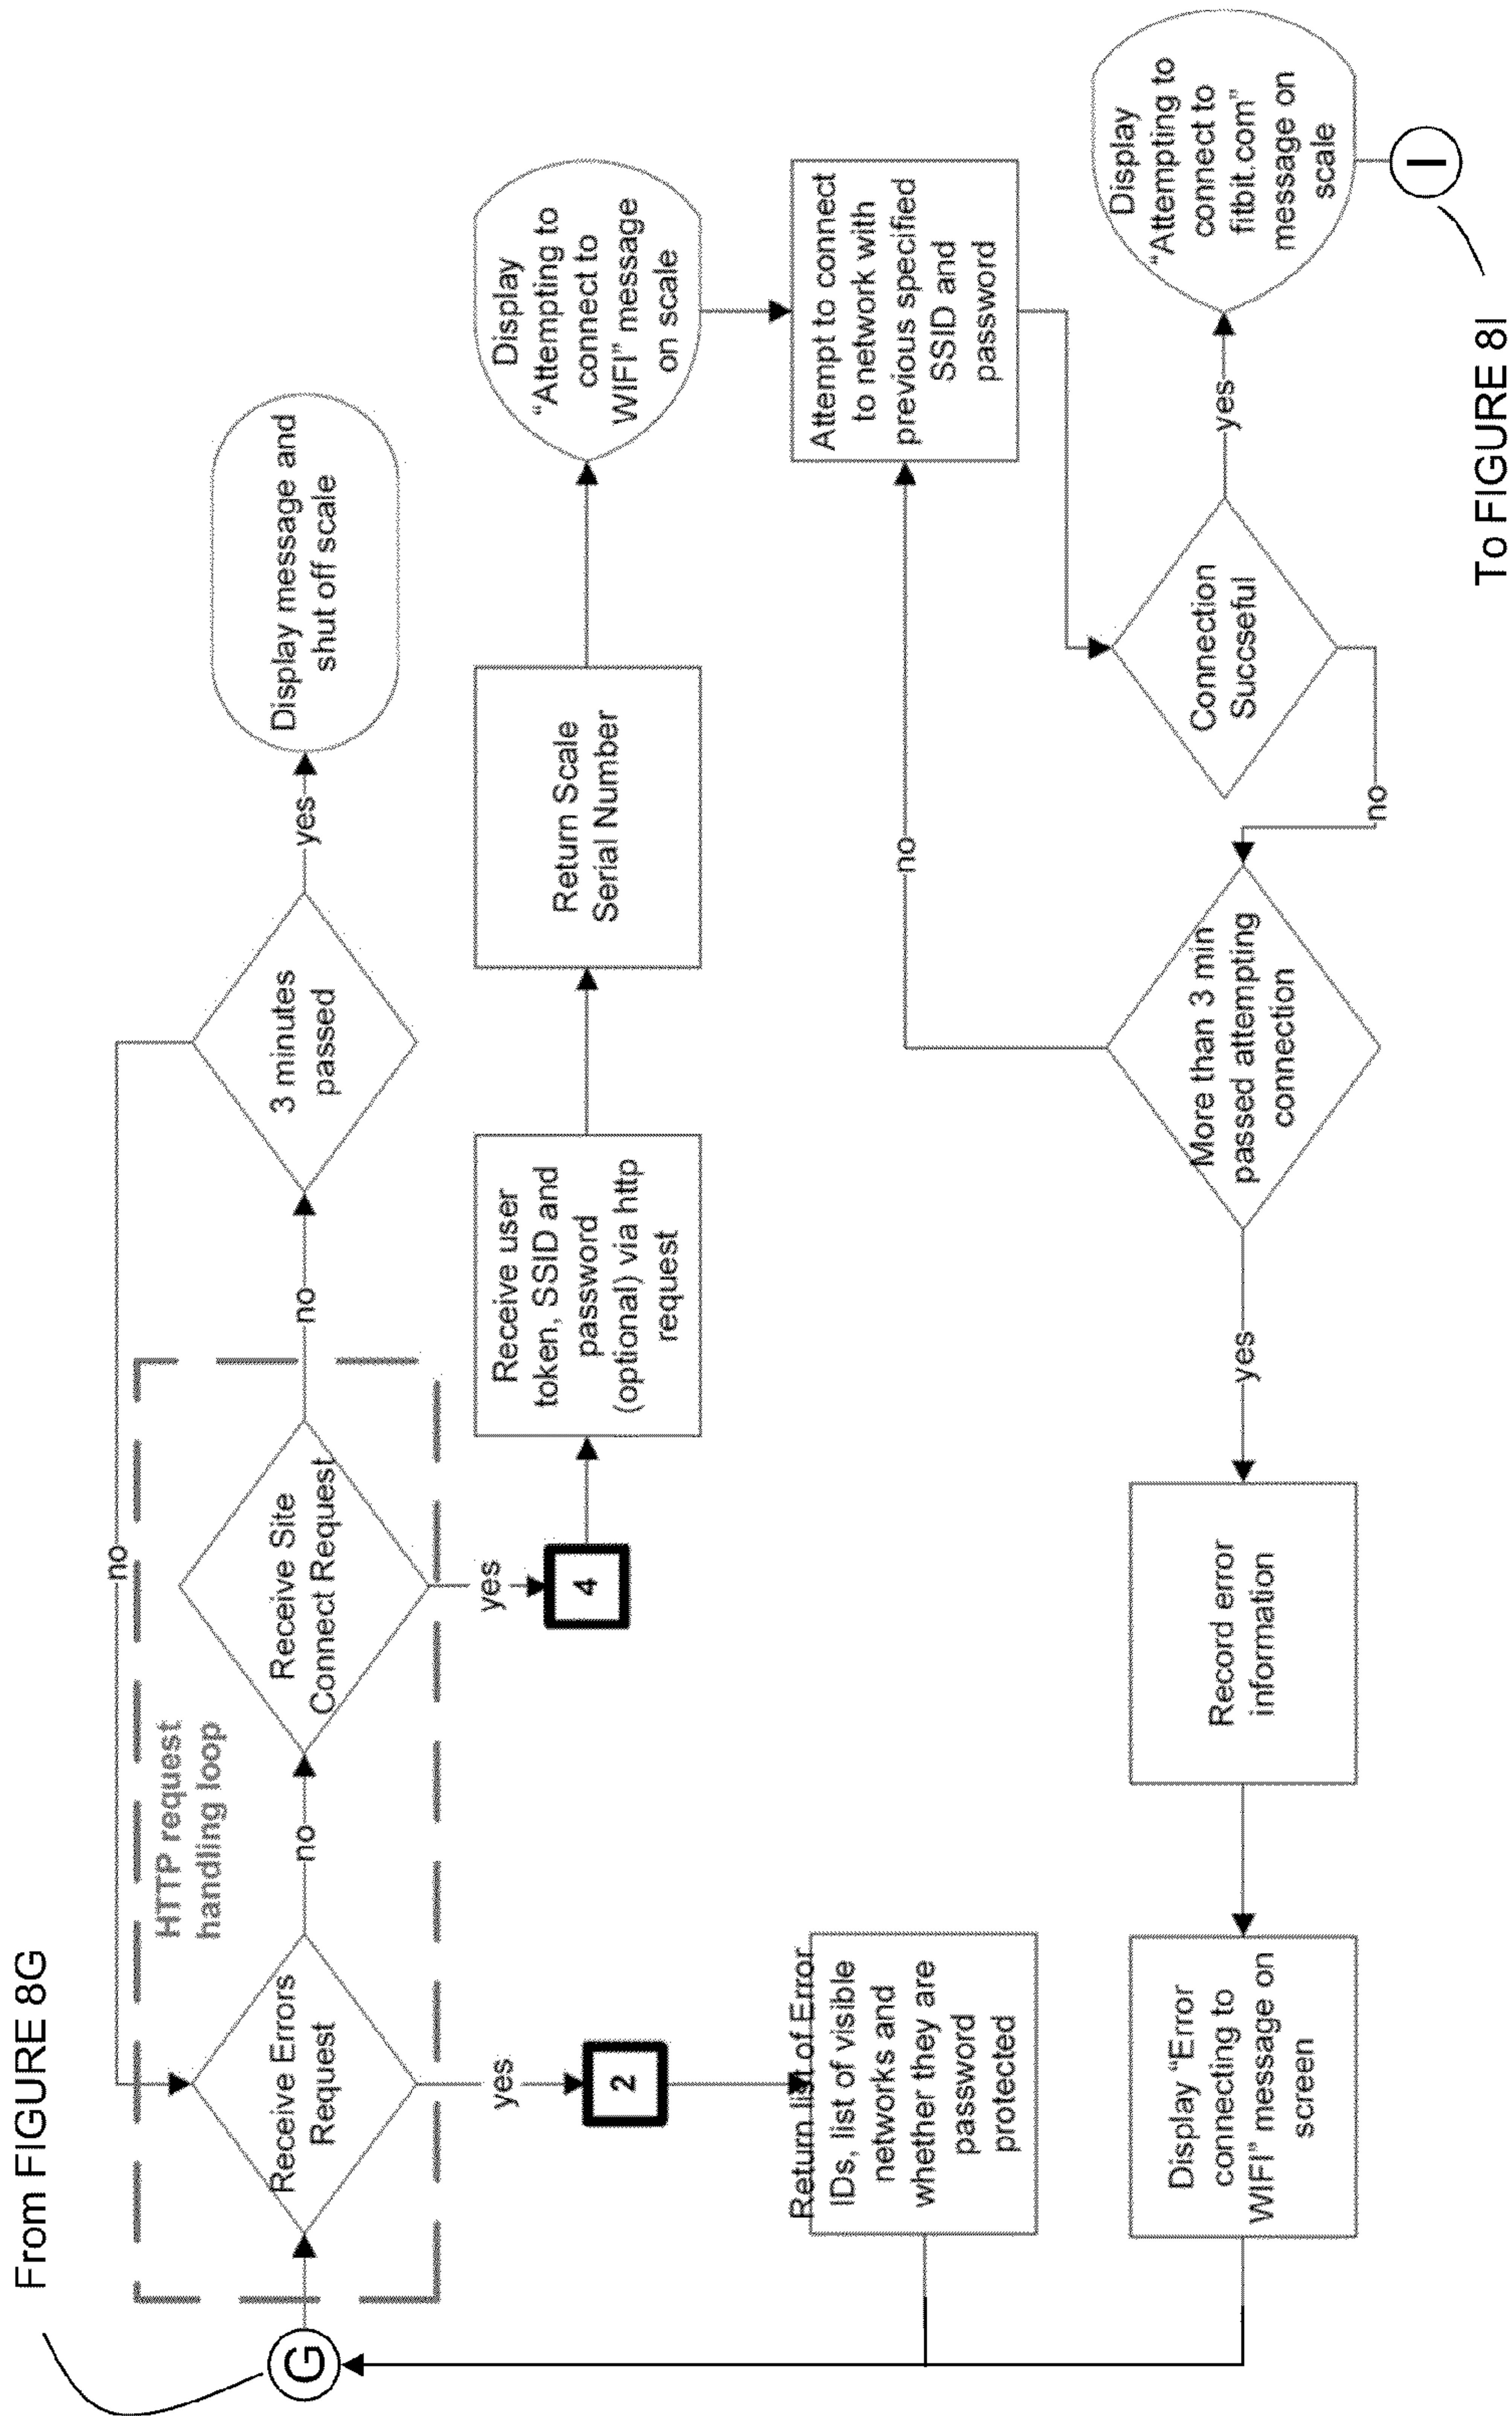 From FIGURE 8G
G
HTTP request
handling loop
Receive Errors
Request
no
Receive Site
Connect Request
no
no
3 minutes
passed
yes
Display message and
shut off scale
yes
2
Return list of Error
IDs, list of visible
networks and
whether they are
password
protected
yes
4
Receive user
token, SSID and
password
(optional) via http
request
Return Scale
Serial Number
Display
“Attempting to
connect to
WIFI” message
on scale
Attempt to connect
to network with
previous specified
SSID and
password
no
Connection
Succseful
yes
Display
“Attempting to
connect to
fitbit.com”
message on
scale
I
To FIGURE 8I
no
More than 3 min
passed attempting
connection
yes
Record error
information
Display “Error
connecting to
WIFI” message on
screen